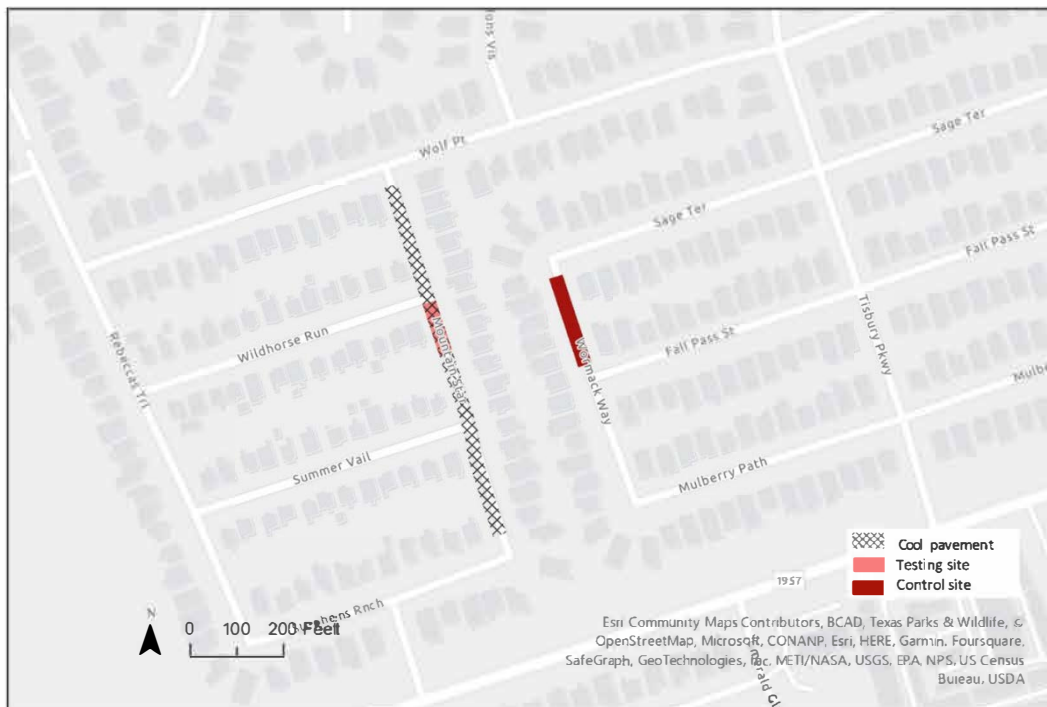 Wolf Pt
Sage Ter
Sage Ter
Fall Pass St
Wildhorse Run
Mountain Star
Womack Way
Fall Pass St
Tisbury Pkwy
Rebeccas Trl
Summer Vail
Mulberry Path
Cool pavement
Testing site
Control site
1957
Rnch
N
0 100 200 Feet
Esri Community Maps Contributors, BCAD, Texas Parks & Wildlife, ©
OpenStreetMap, Microsoft, CONANP, Esri, HERE, Garmin, Foursquare,
SafeGraph, GeoTechnologies, Inc, METI/NASA, USGS, EPA, NPS, US Census
Bureau, USDA